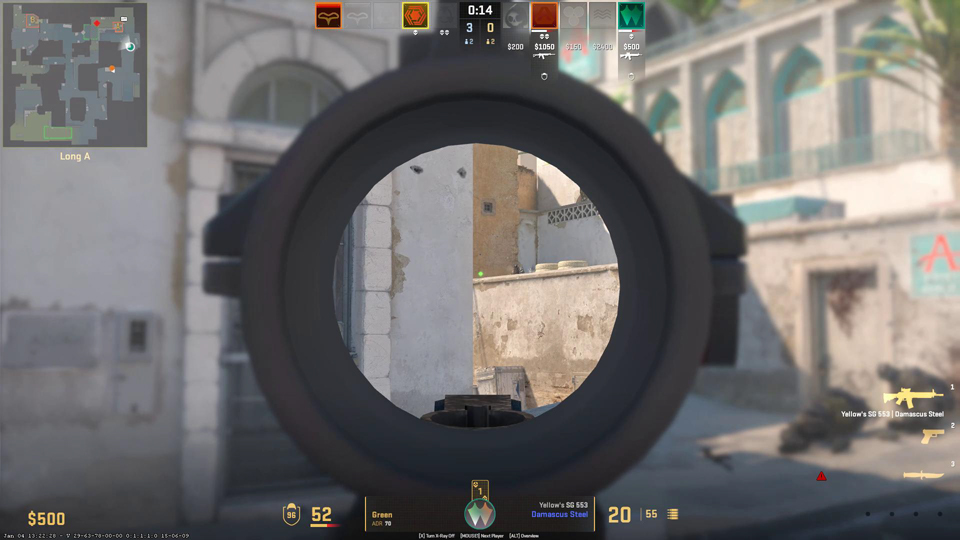 0:14
3 0
2 2
$200 $1050 $150 $2400 $500
Long A
A
1
Yellow's SG 553 | Damascus Steel
2
3
1
$500
96 52
Green
ADR 70
Yellow's SG 553
Damascus Steel
20 | 55
[X] Turn X-Ray Off [MOUSE1] Next Player [ALT] Overview